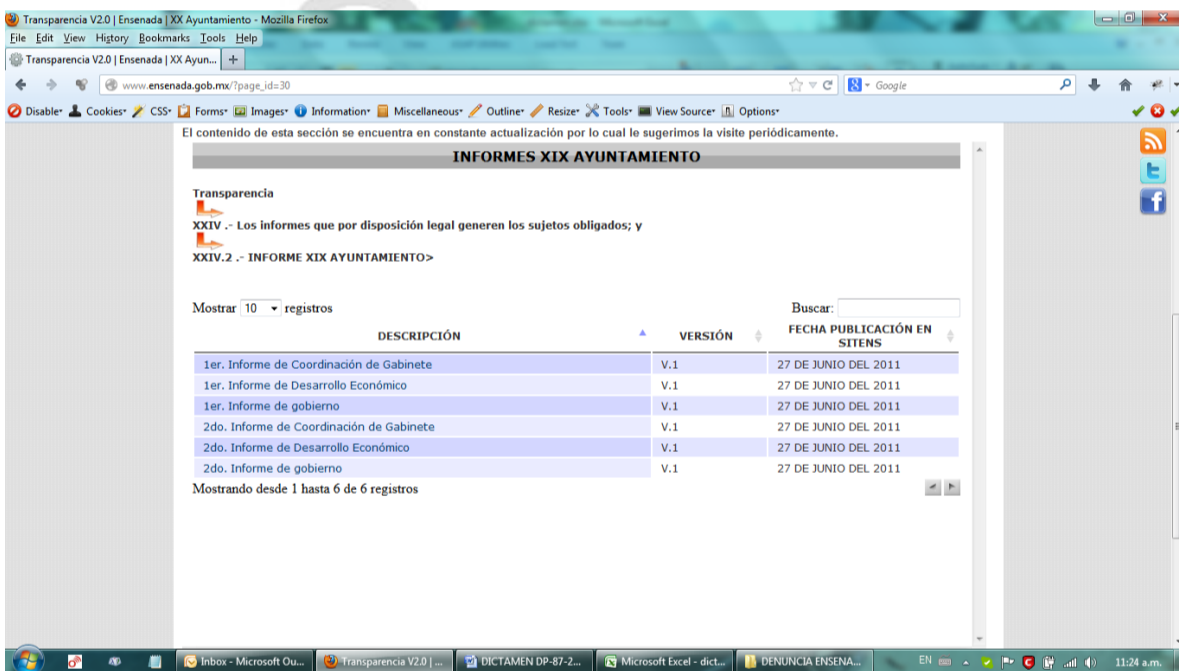 Transparencia V2.0 | Ensenada | XX Ayuntamiento - Mozilla Firefox
File Edit View History Bookmarks Tools Help
Transparencia V2.0 | Ensenada | XX Ayun... +
www.ensenada.gob.mx/?page_id=30 Google
Disable Cookies CSS Forms Images Information Miscellaneous Outline Resize Tools View Source Options
El contenido de esta sección se encuentra en constante actualización por lo cual le sugerimos la visite periódicamente.
INFORMES XIX AYUNTAMIENTO
Transparencia
XXIV .- Los informes que por disposición legal generen los sujetos obligados; y
XXIV.2 .- INFORME XIX AYUNTAMIENTO>
Mostrar 10 registros Buscar:
DESCRIPCIÓN VERSIÓN FECHA PUBLICACIÓN EN SITENS
1er. Informe de Coordinación de Gabinete V.1 27 DE JUNIO DEL 2011
1er. Informe de Desarrollo Económico V.1 27 DE JUNIO DEL 2011
1er. Informe de gobierno V.1 27 DE JUNIO DEL 2011
2do. Informe de Coordinación de Gabinete V.1 27 DE JUNIO DEL 2011
2do. Informe de Desarrollo Económico V.1 27 DE JUNIO DEL 2011
2do. Informe de gobierno V.1 27 DE JUNIO DEL 2011
Mostrando desde 1 hasta 6 de 6 registros
Inbox - Microsoft Ou... Transparencia V2.0 | ... DICTAMEN DP-87-2... Microsoft Excel - dict... DENUNCIA ENSENA... EN 11:24 a.m.